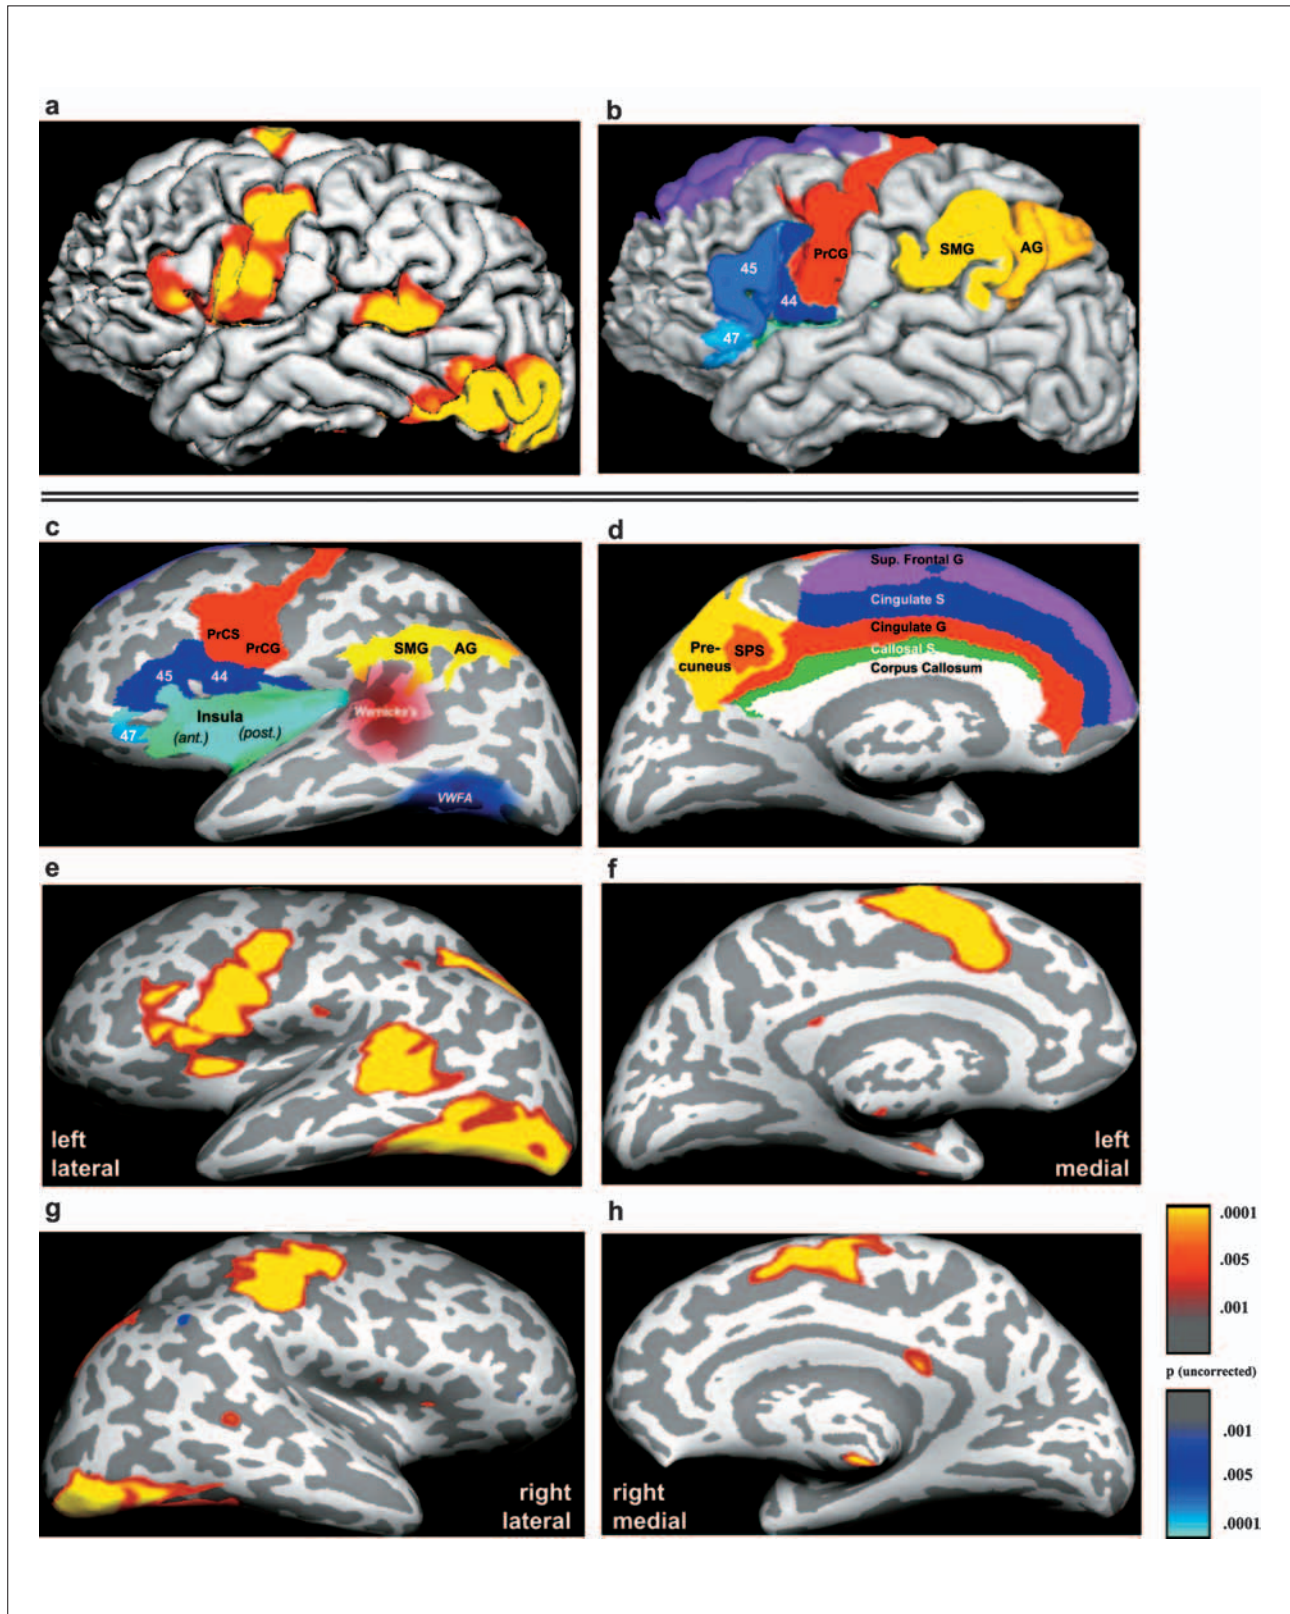 a
b
45
44
47
PrCG
SMG
AG
c
d
PrCS
PrCG
SMG
AG
45
44
Insula
(ant.)
(post.)
47
Wernicke's
VWFA
Sup. Frontal G
Cingulate S
Cingulate G
Callosal S
Corpus Callosum
Pre-
cuneus
SPS
e
f
left
lateral
left
medial
g
h
right
lateral
right
medial
.0001
.005
.001
p (uncorrected)
.001
.005
.0001